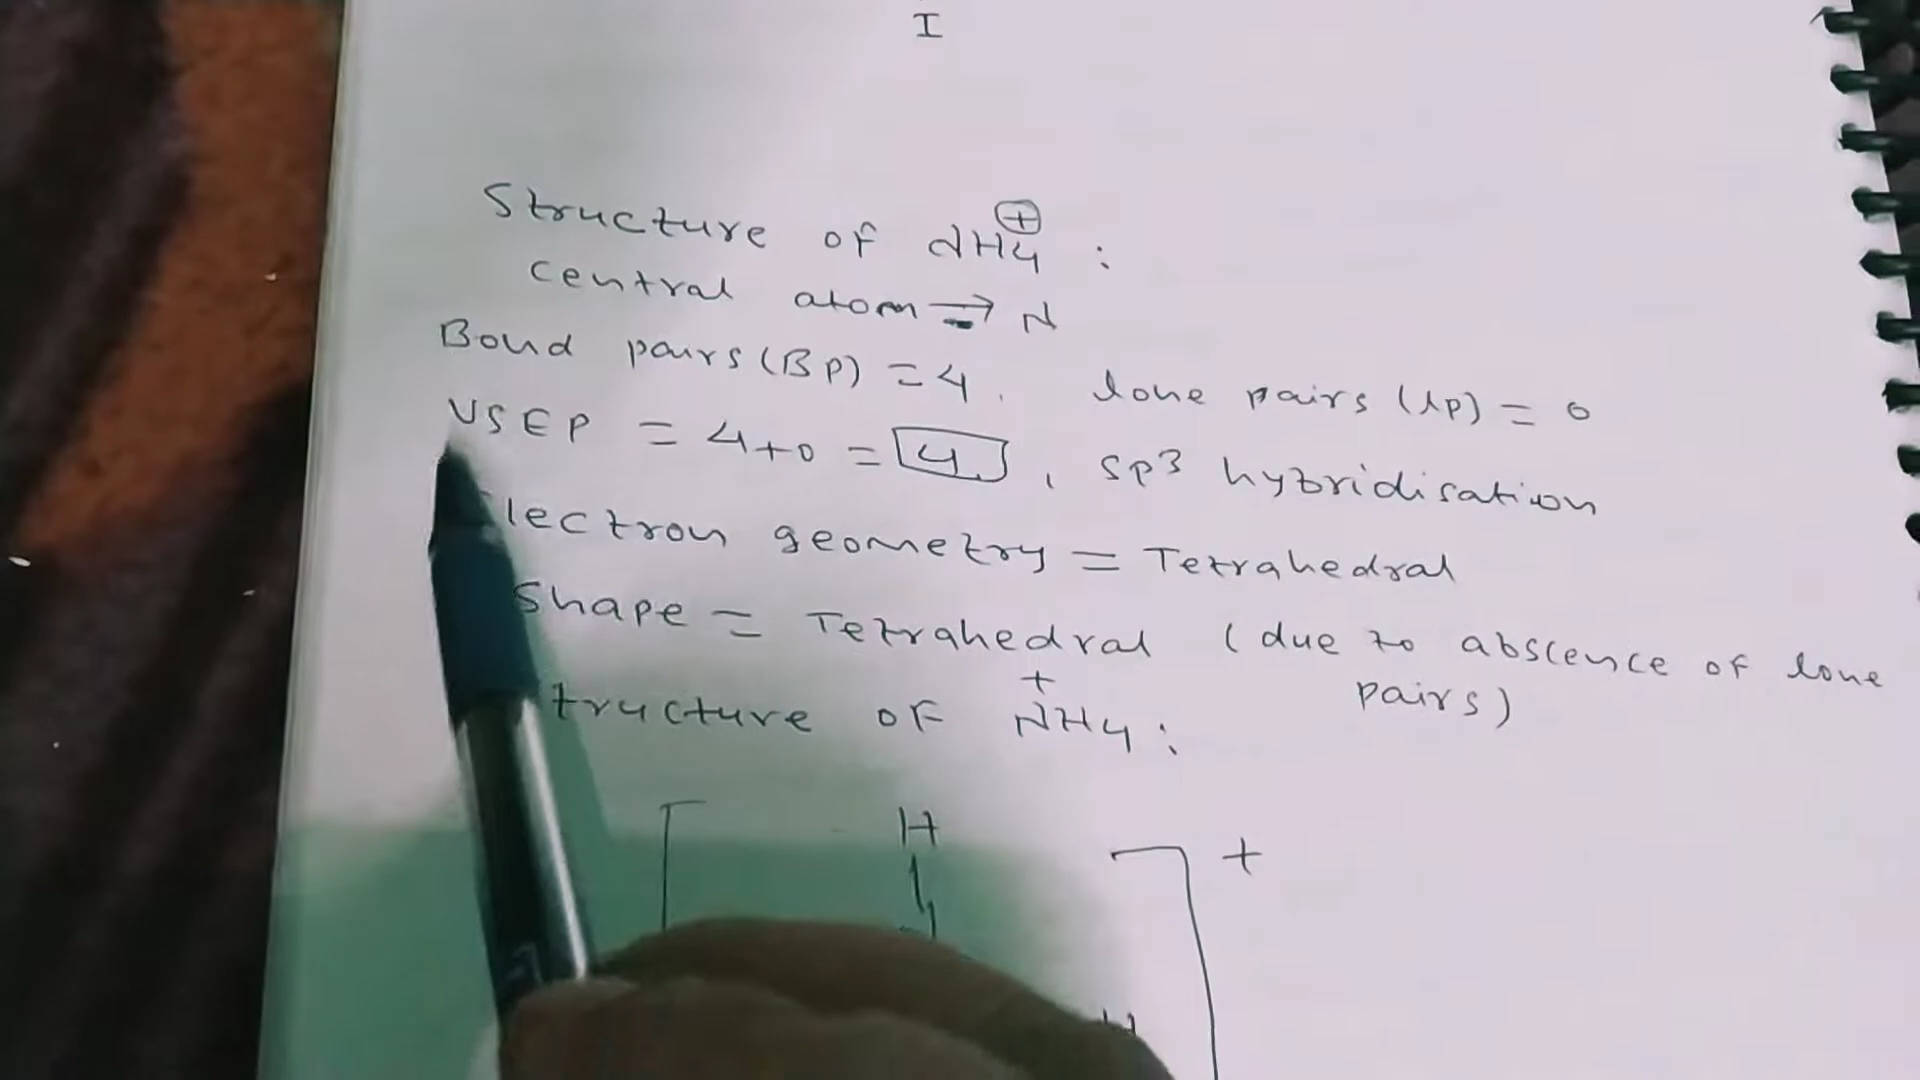 I
Structure of NH4⊕ :
central atom → N
Bond pairs (BP) = 4, lone pairs (lp) = 0
VSEP = 4+0 = 4, sp3 hybridisation
lectron geometry = Tetrahedral
Shape = Tetrahedral (due to abscence of lone
pairs)
tructure of NH4+ :
H
+
H